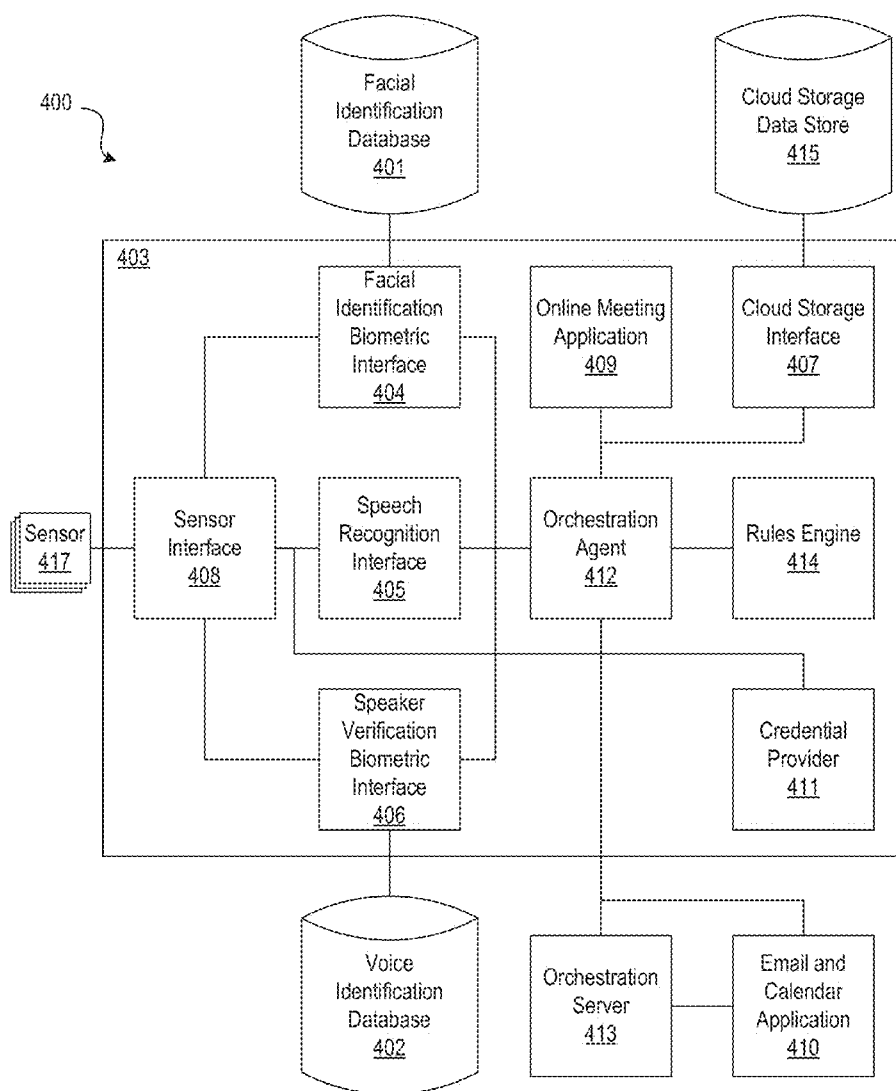 Facial
Identification
Database
401
Cloud Storage
Data Store
415
400
403
Facial
Identification
Biometric
Interface
404
Online Meeting
Application
409
Cloud Storage
Interface
407
Sensor
417
Sensor
Interface
408
Speech
Recognition
Interface
405
Orchestration
Agent
412
Rules Engine
414
Speaker
Verification
Biometric
Interface
406
Credential
Provider
411
Voice
Identification
Database
402
Orchestration
Server
413
Email and
Calendar
Application
410